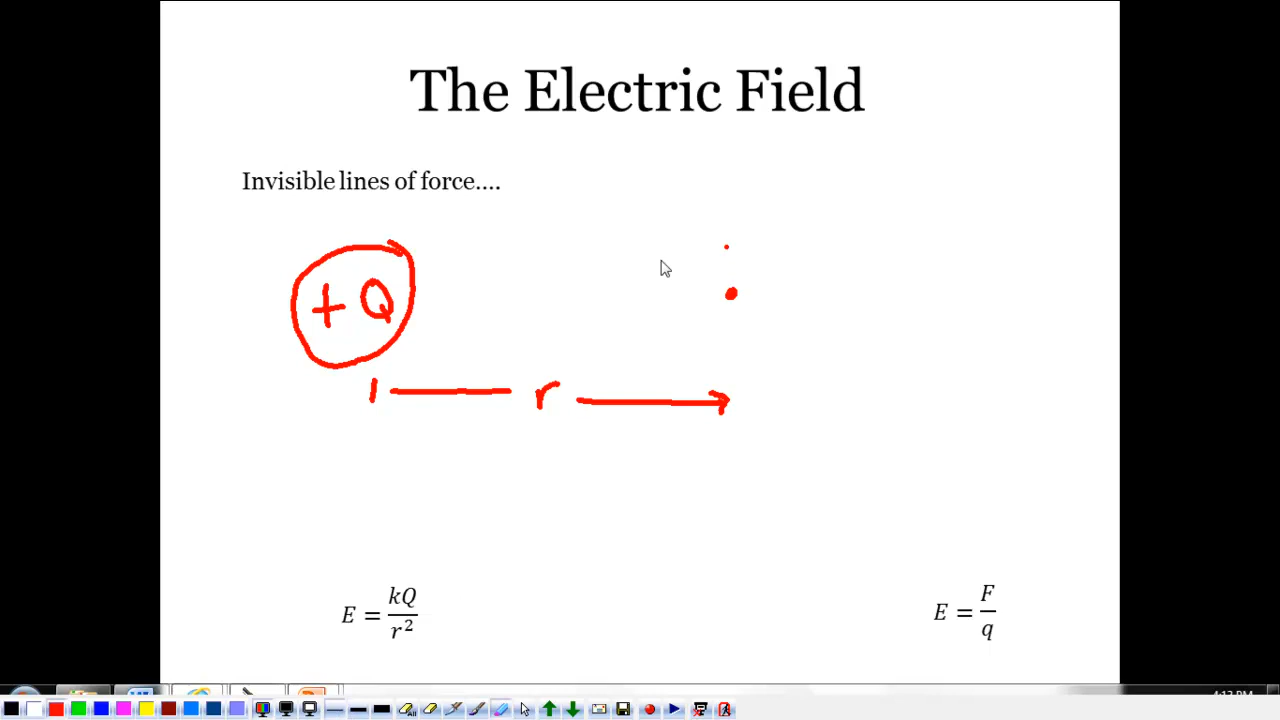 The Electric Field
Invisible lines of force....
+ Q
r
E = kQ/r²
E = F/q